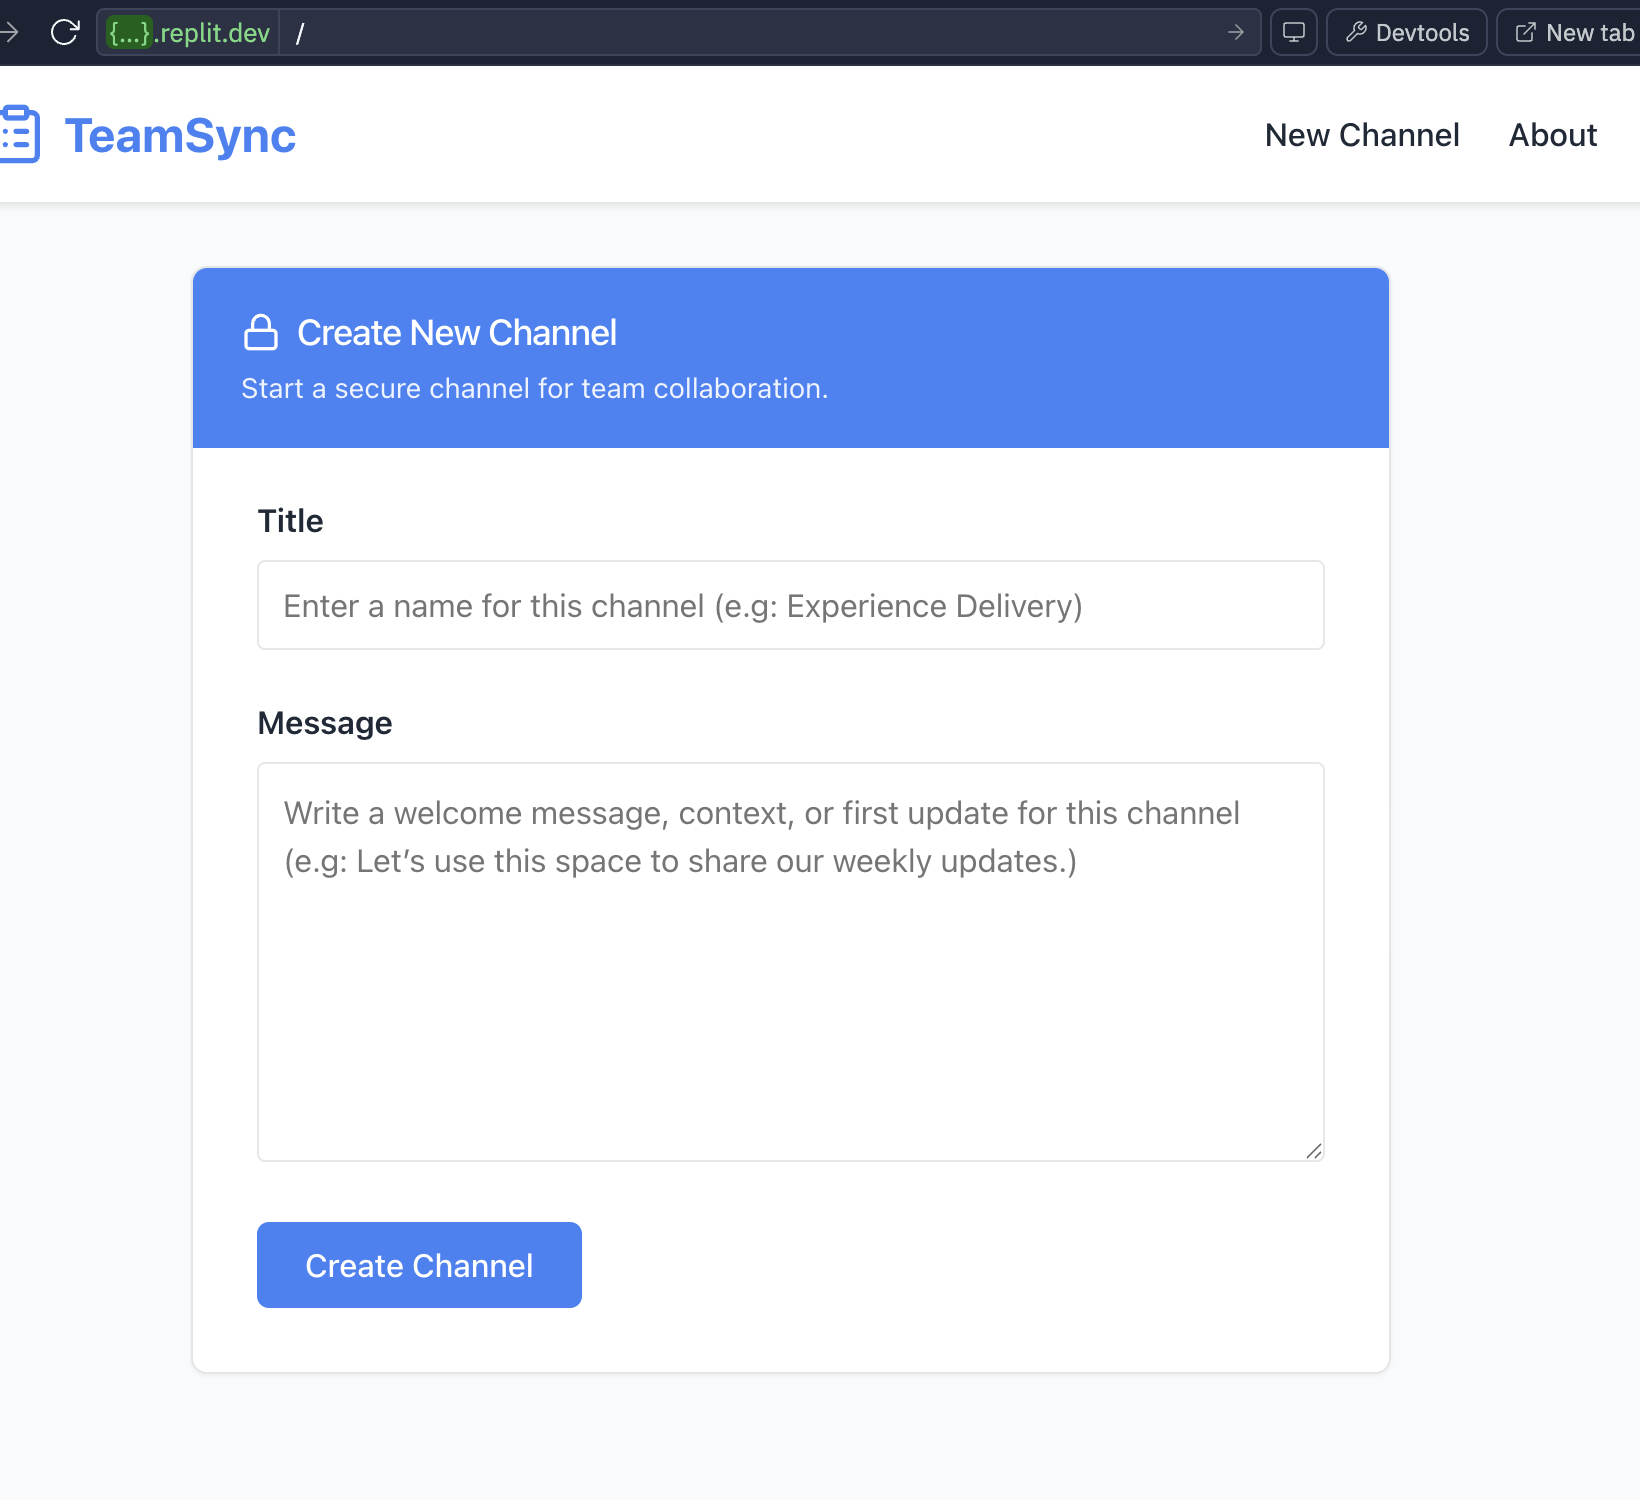 {...}.replit.dev /
Devtools
New tab
TeamSync
New Channel
About
Create New Channel
Start a secure channel for team collaboration.
Title
Enter a name for this channel (e.g: Experience Delivery)
Message
Write a welcome message, context, or first update for this channel
(e.g: Let’s use this space to share our weekly updates.)
Create Channel